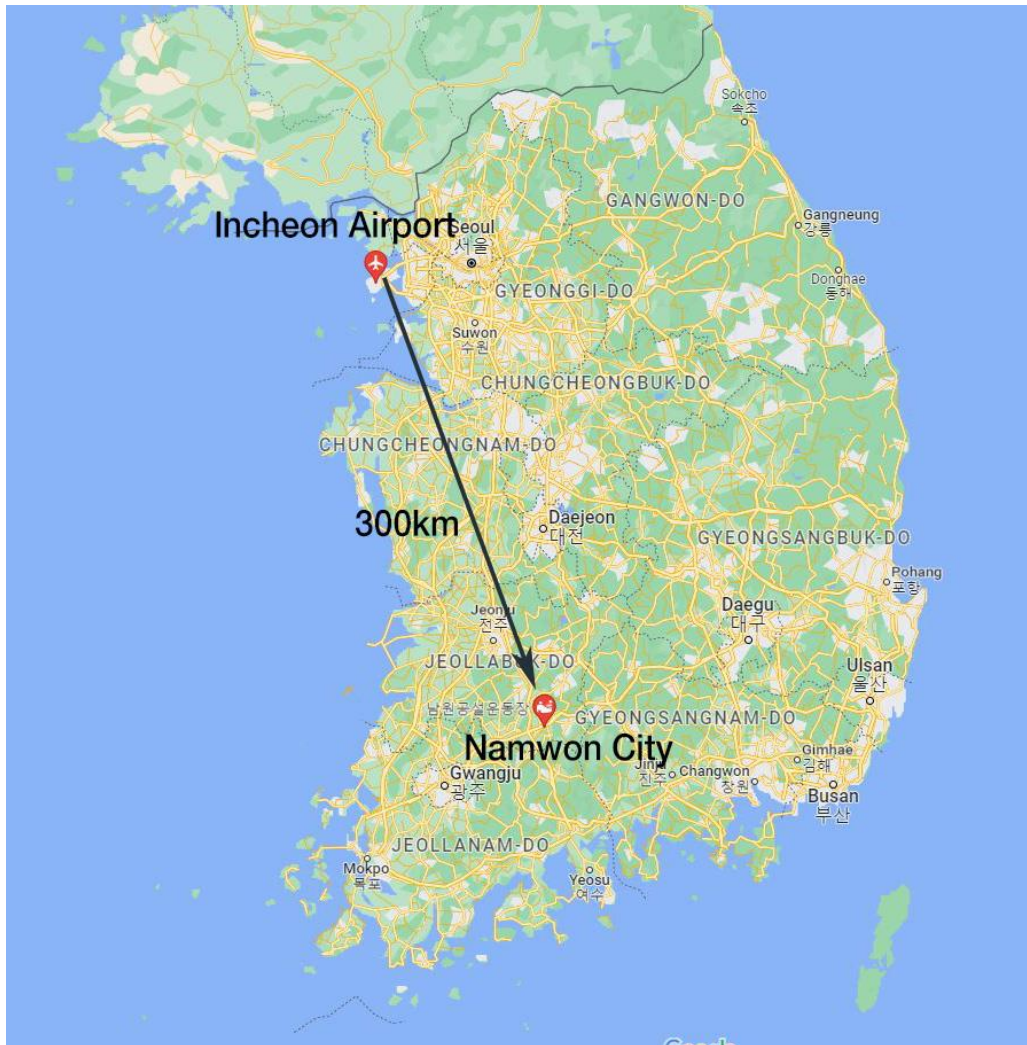 Sokcho
속초
GANGWON-DO
Gangneung
강릉
Incheon Airport
Seoul
서울
Donghae
동해
GYEONGGI-DO
Suwon
수원
CHUNGCHEONGBUK-DO
CHUNGCHEONGNAM-DO
300km
Daejeon
대전
GYEONGSANGBUK-DO
Pohang
포항
Daegu
대구
Jeonju
전주
JEOLLABUK-DO
Ulsan
울산
남원공설운동장
GYEONGSANGNAM-DO
Namwon City
Gimhae
김해
Jinju
진주
Changwon
창원
Gwangju
광주
Busan
부산
JEOLLANAM-DO
Mokpo
목포
Yeosu
여수